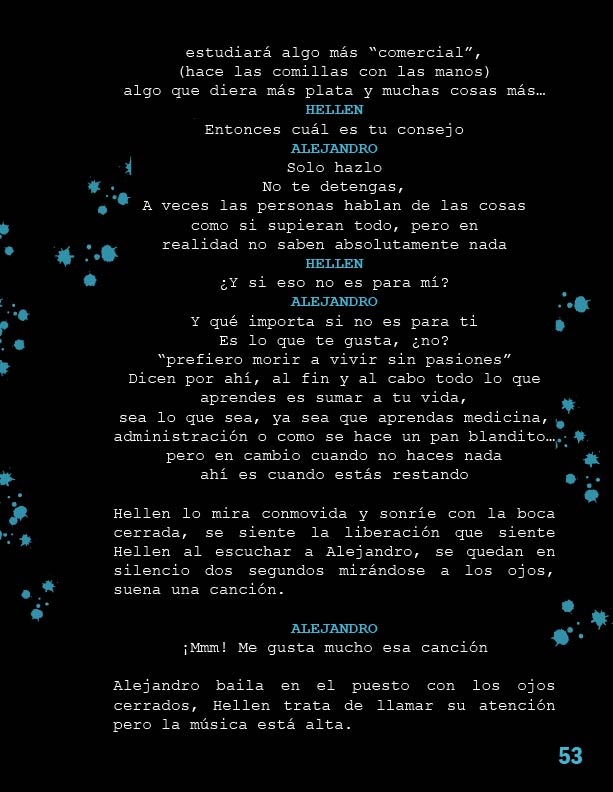 estudiará algo más “comercial”,
(hace las comillas con las manos)
algo que diera más plata y muchas cosas más…
HELLEN
Entonces cuál es tu consejo
ALEJANDRO
Solo hazlo
No te detengas,
A veces las personas hablan de las cosas
como si supieran todo, pero en
realidad no saben absolutamente nada
HELLEN
¿Y si eso no es para mí?
ALEJANDRO
Y qué importa si no es para ti
Es lo que te gusta, ¿no?
“prefiero morir a vivir sin pasiones”
Dicen por ahí, al fin y al cabo todo lo que
aprendes es sumar a tu vida,
sea lo que sea, ya sea que aprendas medicina,
administración o como se hace un pan blandito…
pero en cambio cuando no haces nada
ahí es cuando estás restando
Hellen lo mira conmovida y sonríe con la boca
cerrada, se siente la liberación que siente
Hellen al escuchar a Alejandro, se quedan en
silencio dos segundos mirándose a los ojos,
suena una canción.
ALEJANDRO
¡Mmm! Me gusta mucho esa canción
Alejandro baila en el puesto con los ojos
cerrados, Hellen trata de llamar su atención
pero la música está alta.
53